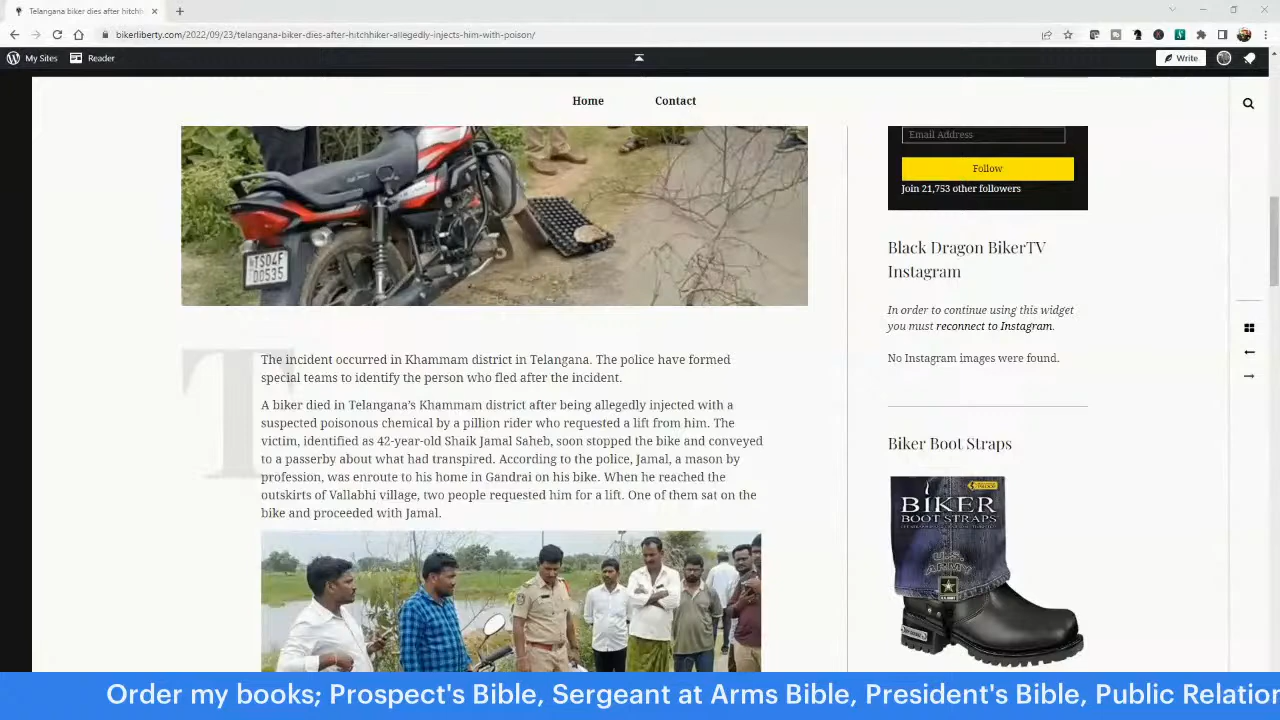 Telangana biker dies after hitchh
bikerliberty.com/2022/09/23/telangana-biker-dies-after-hitchhiker-allegedly-injects-him-with-poison/
My Sites
Reader
Write
Home
Contact
TS04F
D0535
Email Address
Follow
Join 21,753 other followers
Black Dragon BikerTV
Instagram
In order to continue using this widget
you must reconnect to Instagram.
No Instagram images were found.
The incident occurred in Khammam district in Telangana. The police have formed
special teams to identify the person who fled after the incident.
A biker died in Telangana’s Khammam district after being allegedly injected with a
suspected poisonous chemical by a pillion rider who requested a lift from him. The
victim, identified as 42-year-old Shaik Jamal Saheb, soon stopped the bike and conveyed
to a passerby about what had transpired. According to the police, Jamal, a mason by
profession, was enroute to his home in Gandrai on his bike. When he reached the
outskirts of Vallabhi village, two people requested him for a lift. One of them sat on the
bike and proceeded with Jamal.
T
Biker Boot Straps
BIKER
BOOT STRAPS
U.S.
ARMY
Order my books; Prospect's Bible, Sergeant at Arms Bible, President's Bible, Public Relation